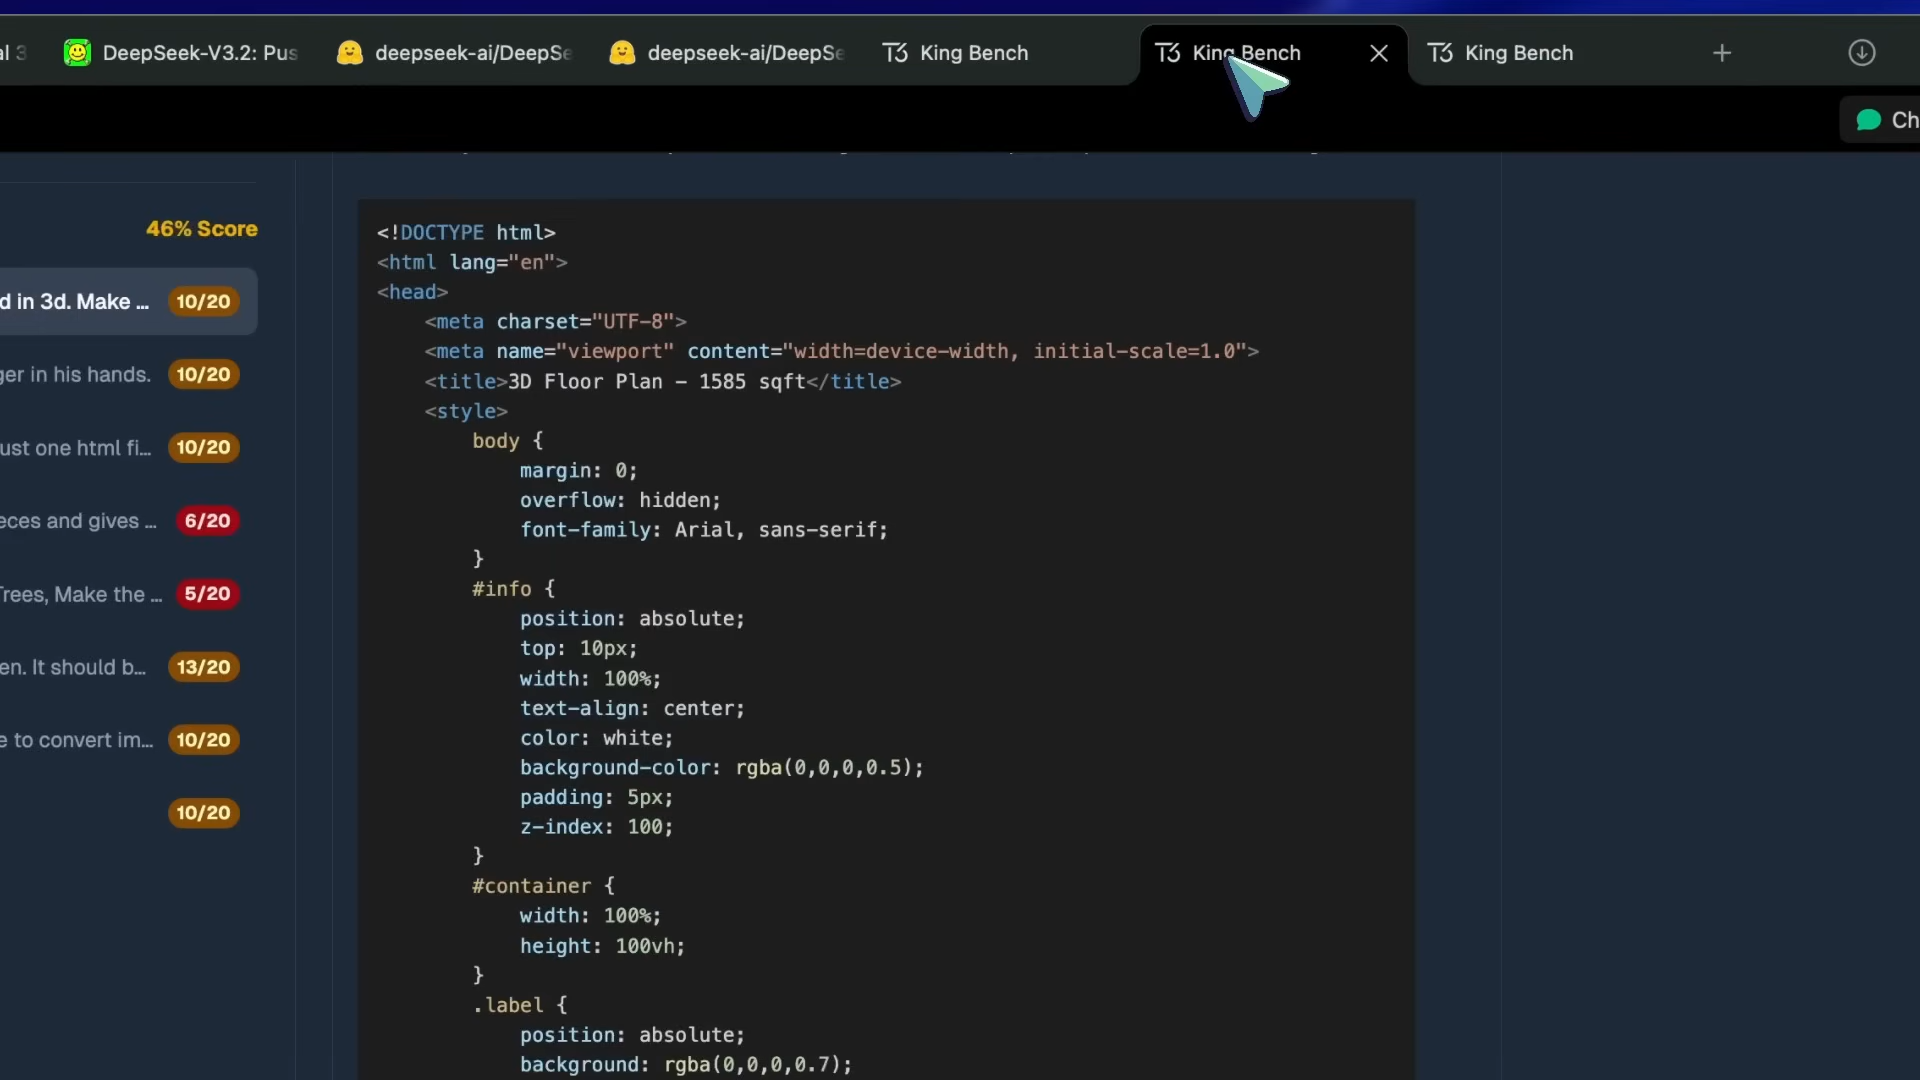 al 3
DeepSeek-V3.2: Pus
deepseek-ai/DeepSe
deepseek-ai/DeepSe
King Bench
King Bench
King Bench
Ch
46% Score
d in 3d. Make ... 10/20
ger in his hands. 10/20
ust one html fi... 10/20
eces and gives ... 6/20
Trees, Make the ... 5/20
en. It should b... 13/20
e to convert im... 10/20
10/20
<!DOCTYPE html>
<html lang="en">
<head>
    <meta charset="UTF-8">
    <meta name="viewport" content="width=device-width, initial-scale=1.0">
    <title>3D Floor Plan - 1585 sqft</title>
    <style>
        body {
            margin: 0;
            overflow: hidden;
            font-family: Arial, sans-serif;
        }
        #info {
            position: absolute;
            top: 10px;
            width: 100%;
            text-align: center;
            color: white;
            background-color: rgba(0,0,0,0.5);
            padding: 5px;
            z-index: 100;
        }
        #container {
            width: 100%;
            height: 100vh;
        }
        .label {
            position: absolute;
            background: rgba(0,0,0,0.7);